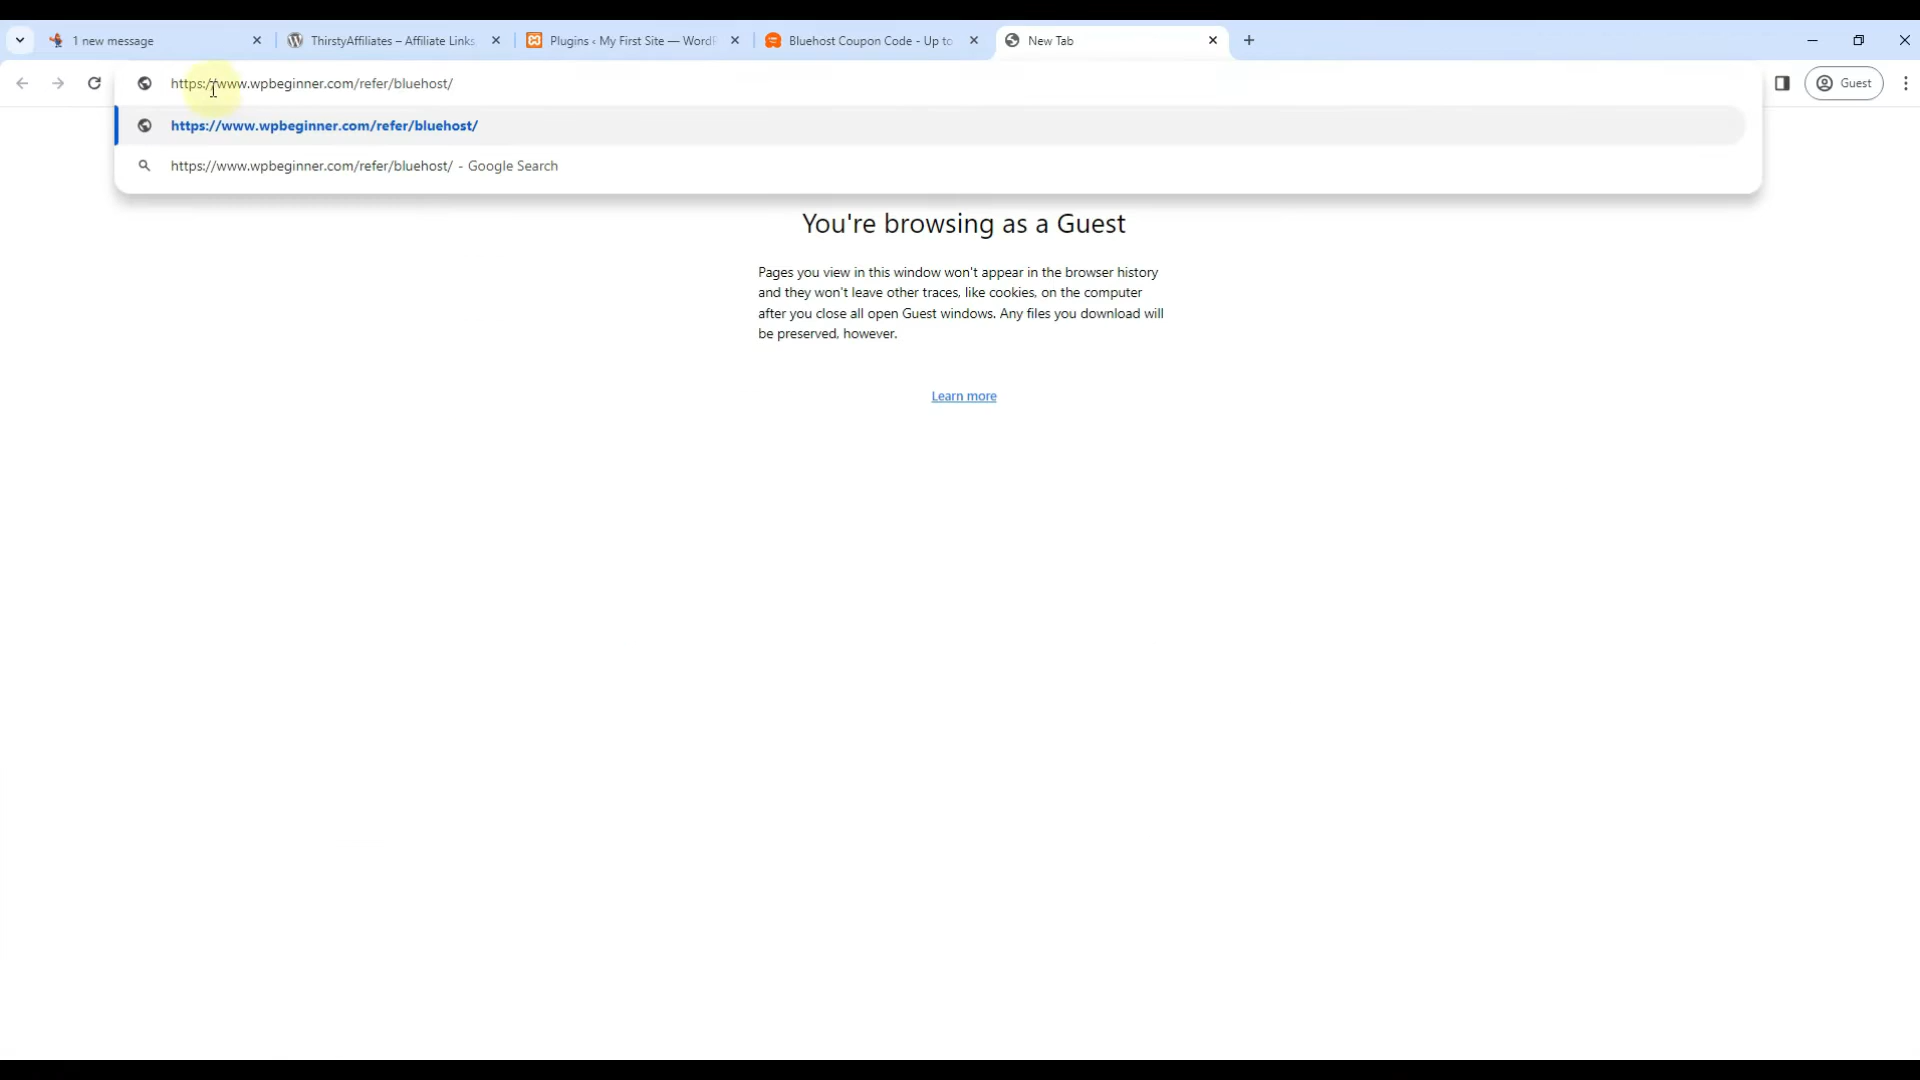 1 new message
ThirstyAffiliates – Affiliate Links
Plugins ‹ My First Site — Word
Bluehost Coupon Code - Up to
New Tab
https://www.wpbeginner.com/refer/bluehost/
Guest
https://www.wpbeginner.com/refer/bluehost/
https://www.wpbeginner.com/refer/bluehost/ - Google Search
You're browsing as a Guest
Pages you view in this window won't appear in the browser history
and they won't leave other traces, like cookies, on the computer
after you close all open Guest windows. Any files you download will
be preserved, however.
Learn more